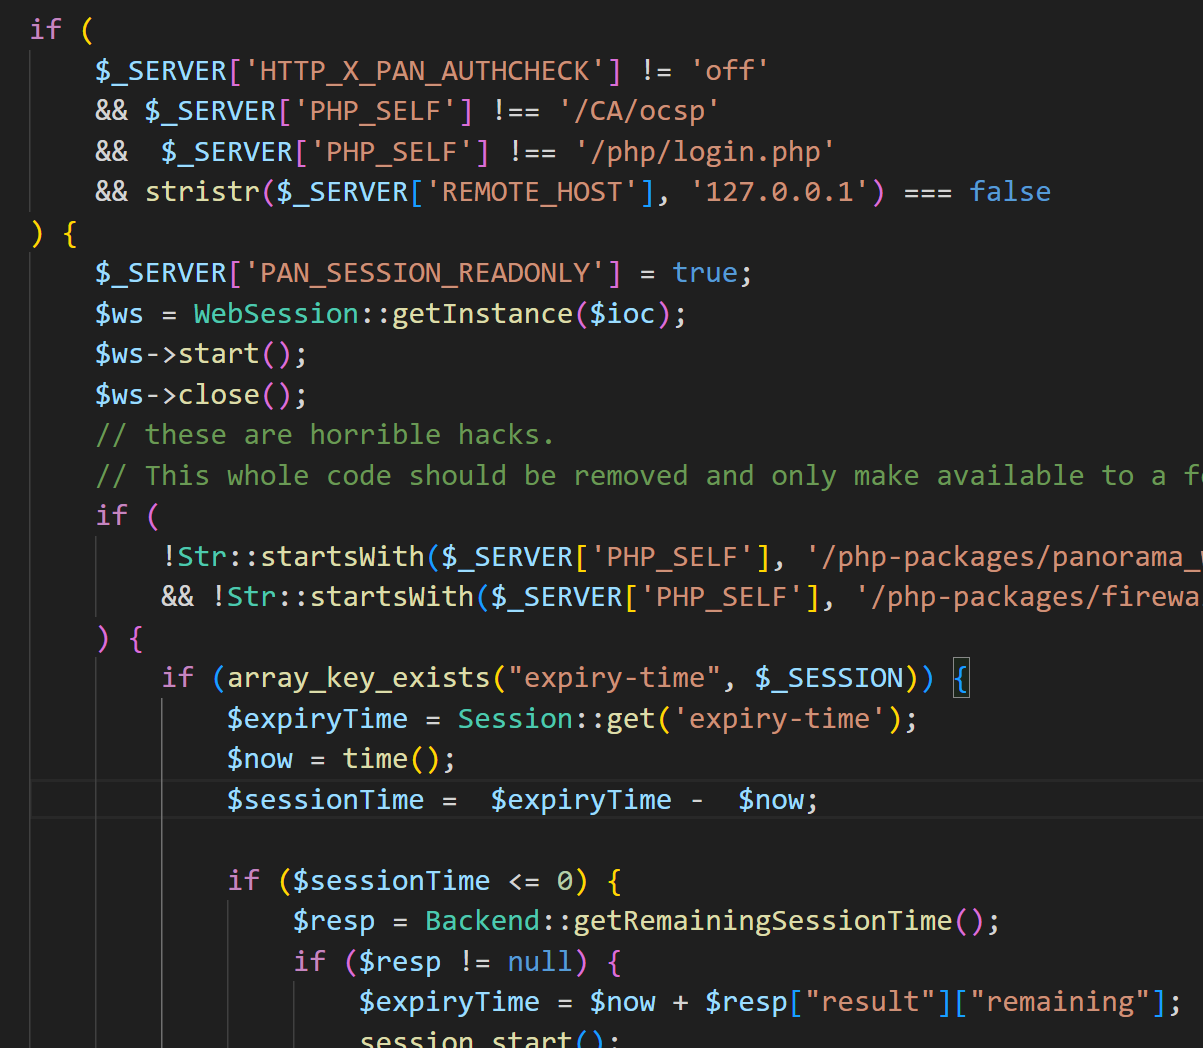 if (
$_SERVER['HTTP_X_PAN_AUTHCHECK'] != 'off'
&& $_SERVER['PHP_SELF'] !== '/CA/ocsp'
&&  $_SERVER['PHP_SELF'] !== '/php/login.php'
&& stristr($_SERVER['REMOTE_HOST'], '127.0.0.1') === false
) {
$_SERVER['PAN_SESSION_READONLY'] = true;
$ws = WebSession::getInstance($ioc);
$ws->start();
$ws->close();
// these are horrible hacks.
// This whole code should be removed and only make available to a
if (
!Str::startsWith($_SERVER['PHP_SELF'], '/php-packages/panorama_
&& !Str::startsWith($_SERVER['PHP_SELF'], '/php-packages/firewa
) {
if (array_key_exists("expiry-time", $_SESSION)) {
$expiryTime = Session::get('expiry-time');
$now = time();
$sessionTime =  $expiryTime -  $now;
if ($sessionTime <= 0) {
$resp = Backend::getRemainingSessionTime();
if ($resp != null) {
$expiryTime = $now + $resp["result"]["remaining"];
session_start();